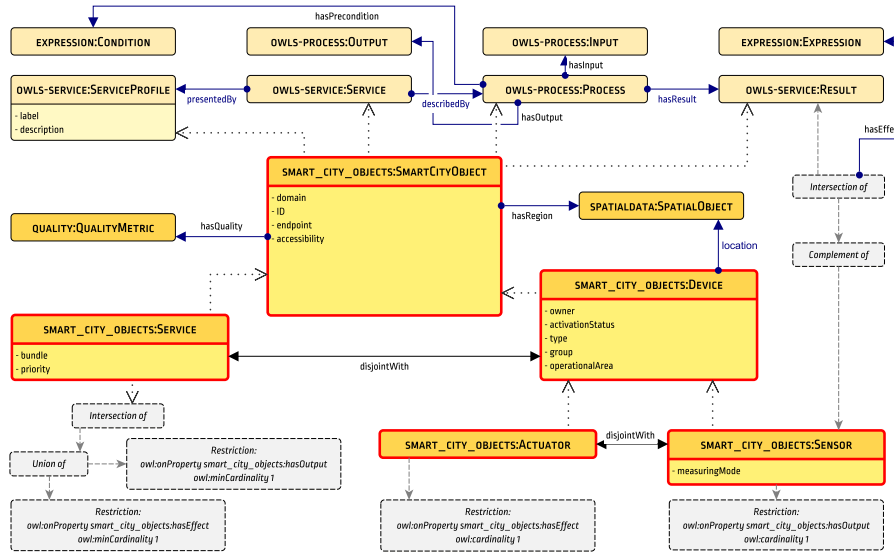 hasPrecondition
EXPRESSION:CONDITION
OWLS-PROCESS:OUTPUT
OWLS-PROCESS:INPUT
EXPRESSION:EXPRESSION
hasInput
OWLS-SERVICE:SERVICEPROFILE
- label
- description
presentedBy
OWLS-SERVICE:SERVICE
describedBy
OWLS-PROCESS:PROCESS
hasOutput
hasResult
OWLS-SERVICE:RESULT
hasEffe
SMART_CITY_OBJECTS:SMARTCITYOBJECT
- domain
- ID
- endpoint
- accessibility
Intersection of
QUALITY:QUALITYMETRIC
hasQuality
hasRegion
SPATIALDATA:SPATIALOBJECT
location
Complement of
SMART_CITY_OBJECTS:DEVICE
- owner
- activationStatus
- type
- group
- operationalArea
SMART_CITY_OBJECTS:SERVICE
- bundle
- priority
disjointWith
Intersection of
Union of
Restriction:
owl:onProperty smart_city_objects:hasOutput
owl:minCardinality 1
Restriction:
owl:onProperty smart_city_objects:hasEffect
owl:minCardinality 1
SMART_CITY_OBJECTS:ACTUATOR
disjointWith
SMART_CITY_OBJECTS:SENSOR
- measuringMode
Restriction:
owl:onProperty smart_city_objects:hasEffect
owl:cardinality 1
Restriction:
owl:onProperty smart_city_objects:hasOutput
owl:cardinality 1